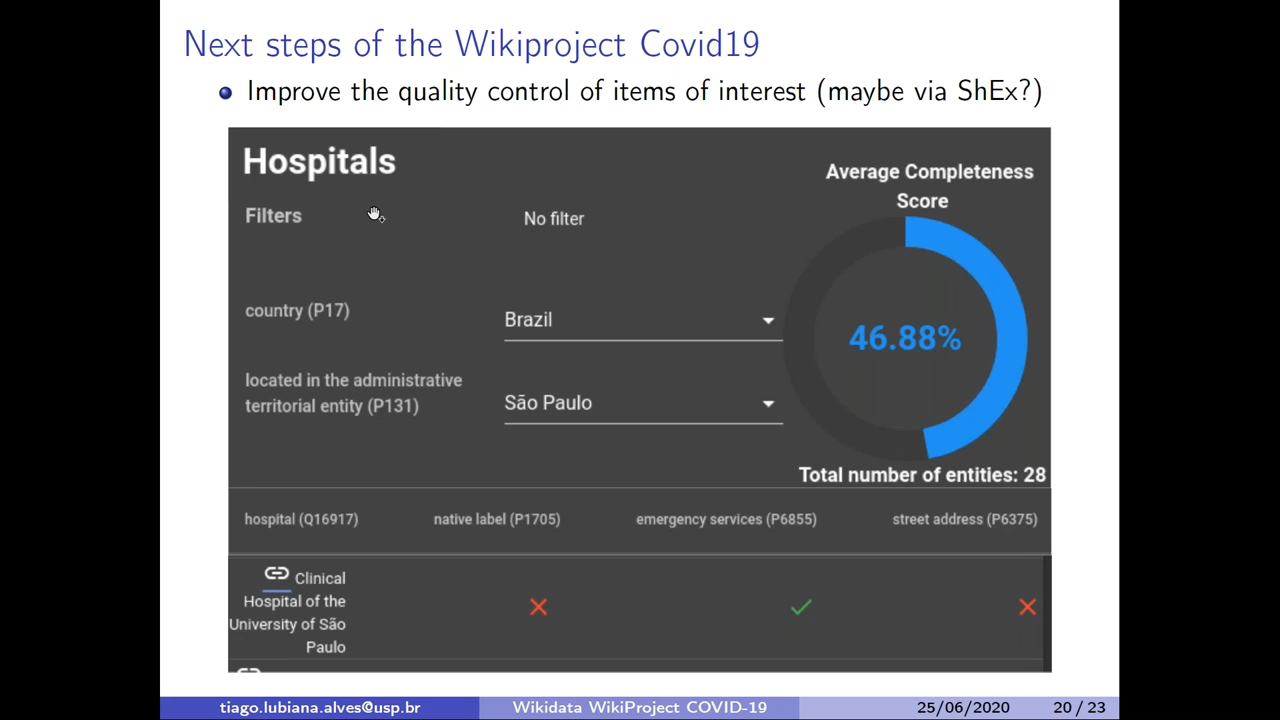 Next steps of the Wikiproject Covid19
Improve the quality control of items of interest (maybe via ShEx?)
Hospitals
Average Completeness
Score
Filters
No filter
country (P17)
Brazil
46.88%
located in the administrative
territorial entity (P131)
São Paulo
Total number of entities: 28
hospital (Q16917) native label (P1705) emergency services (P6855) street address (P6375)
Clinical
Hospital of the
University of São
Paulo
tiago.lubiana.alves@usp.br Wikidata WikiProject COVID-19 25/06/2020 20 / 23